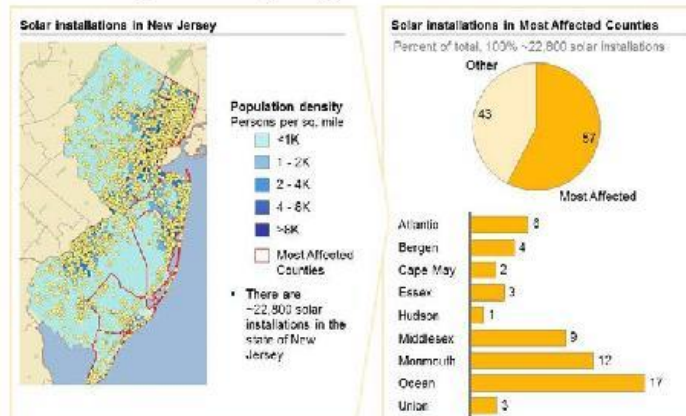 Solar installations in New Jersey
Population density
Persons per sq. mile
<1K
1 - 2K
2 - 4K
4 - 8K
>8K
Most Affected
Counties
• There are
~22,800 solar
installations in the
state of New
Jersey
Solar installations in Most Affected Counties
Percent of total, 100% ~22,800 solar installations
Other
43
57
Most Affected
Atlantic 6
Bergen 4
Cape May 2
Essex 3
Hudson 1
Middlesex 9
Monmouth 12
Ocean 17
Union 3